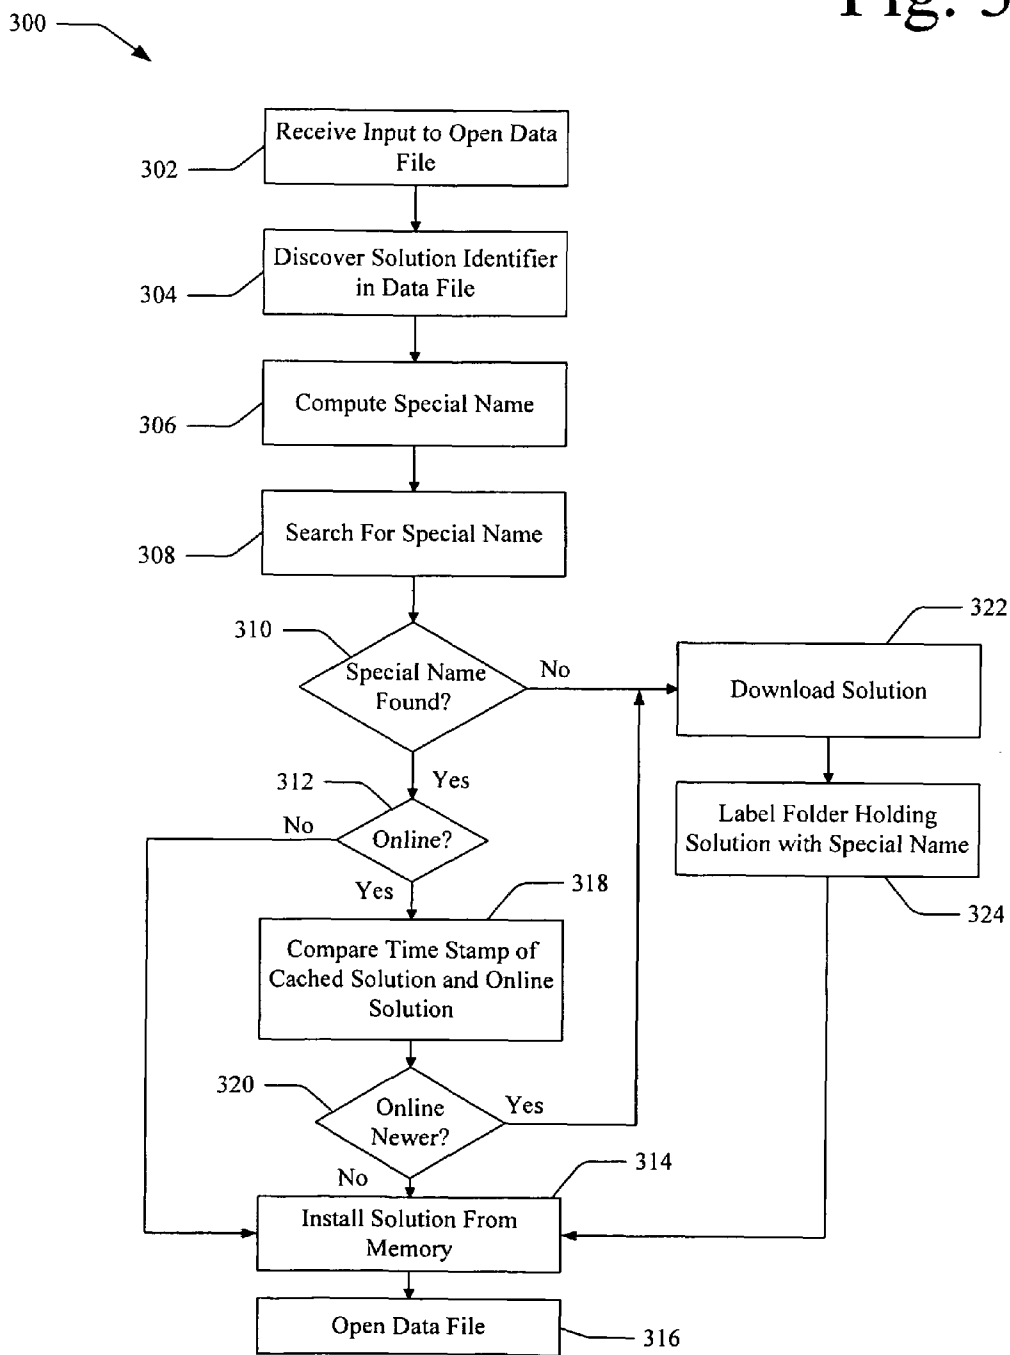 Fig. 3
300
Receive Input to Open Data
File
302
Discover Solution Identifier
in Data File
304
Compute Special Name
306
Search For Special Name
308
310
Special Name
Found?
No
Yes
322
Download Solution
312
Online?
No
Yes
Label Folder Holding
Solution with Special Name
324
318
Compare Time Stamp of
Cached Solution and Online
Solution
320
Online
Newer?
Yes
No
314
Install Solution From
Memory
Open Data File
316